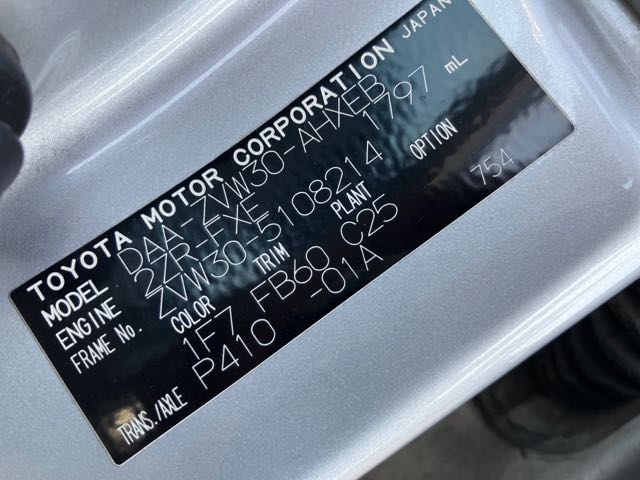 TOYOTA MOTOR CORPORATION JAPAN
MODEL DAA-ZVW30-AHXEB
ENGINE 2ZR-FXE 1797 mL
FRAME No. ZVW30-5108214
COLOR TRIM PLANT OPTION
1F7 FB60 C25 754
TRANS./AXLE P410 -01A